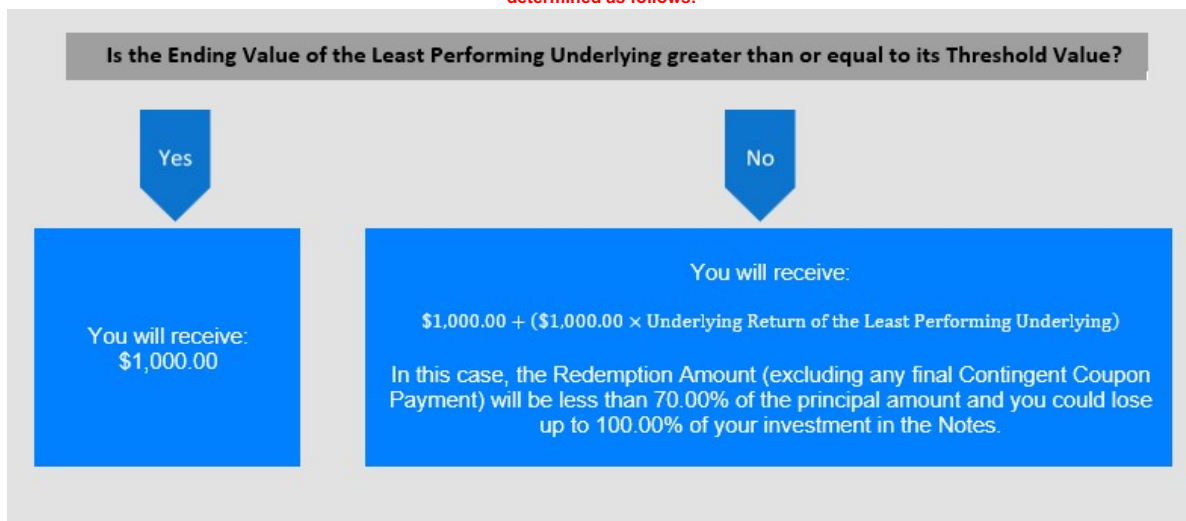 determined as follows:
Is the Ending Value of the Least Performing Underlying greater than or equal to its Threshold Value?
Yes
No
You will receive:
$1,000.00
You will receive:
$1,000.00 + ($1,000.00 × Underlying Return of the Least Performing Underlying)
In this case, the Redemption Amount (excluding any final Contingent Coupon
Payment) will be less than 70.00% of the principal amount and you could lose
up to 100.00% of your investment in the Notes.